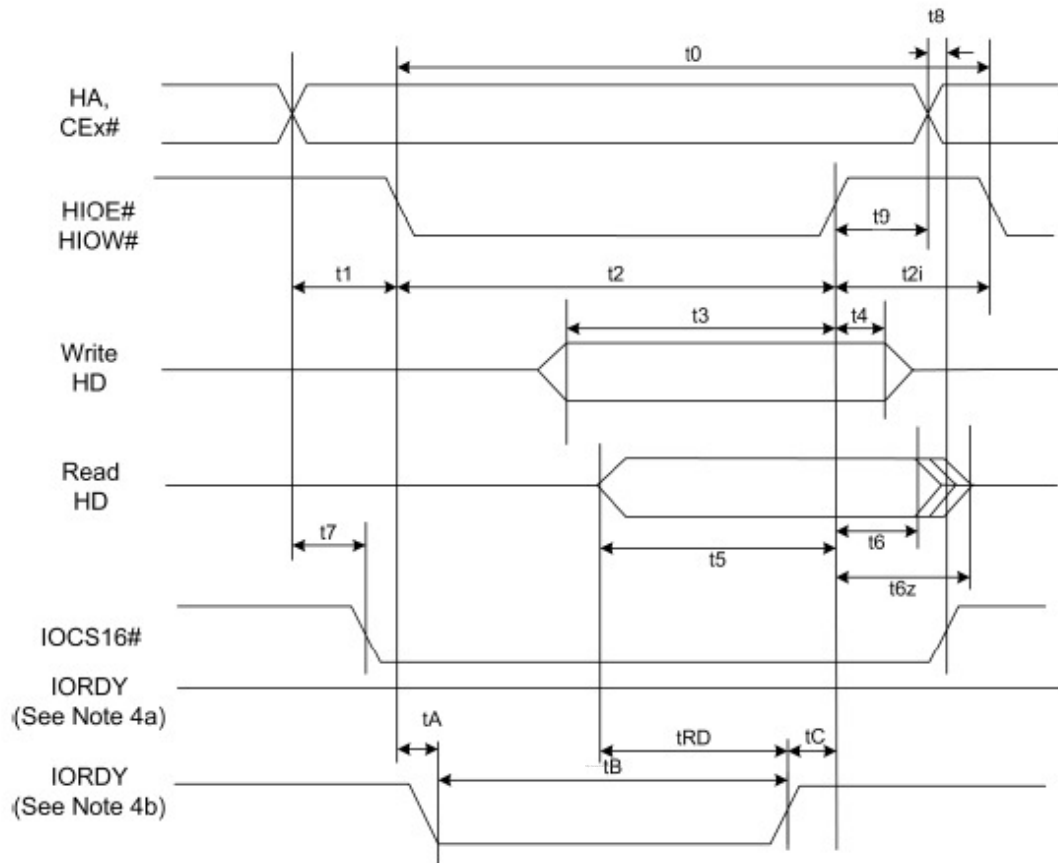 t8
t0
HA,
CEx#
HIOE#
HIOW#
t9
t1
t2
t2i
t3
t4
Write
HD
Read
HD
t7
t5
t6
t6z
IOCS16#
IORDY
(See Note 4a)
tA
tRD
tC
tB
IORDY
(See Note 4b)